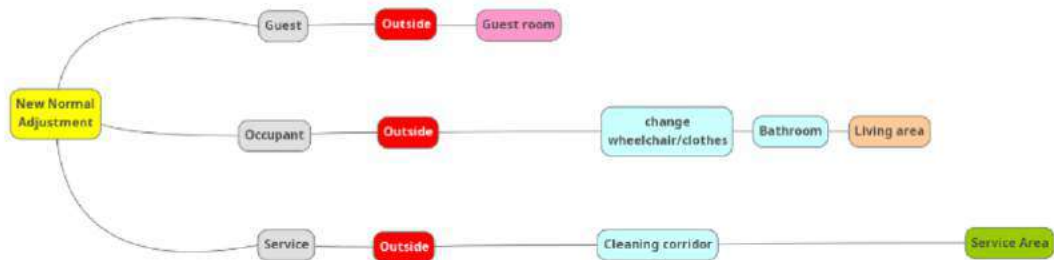 Guest
Outside
Guest room
New Normal
Adjustment
Occupant
Outside
change
wheelchair/clothes
Bathroom
Living area
Service
Outside
Cleaning corridor
Service Area